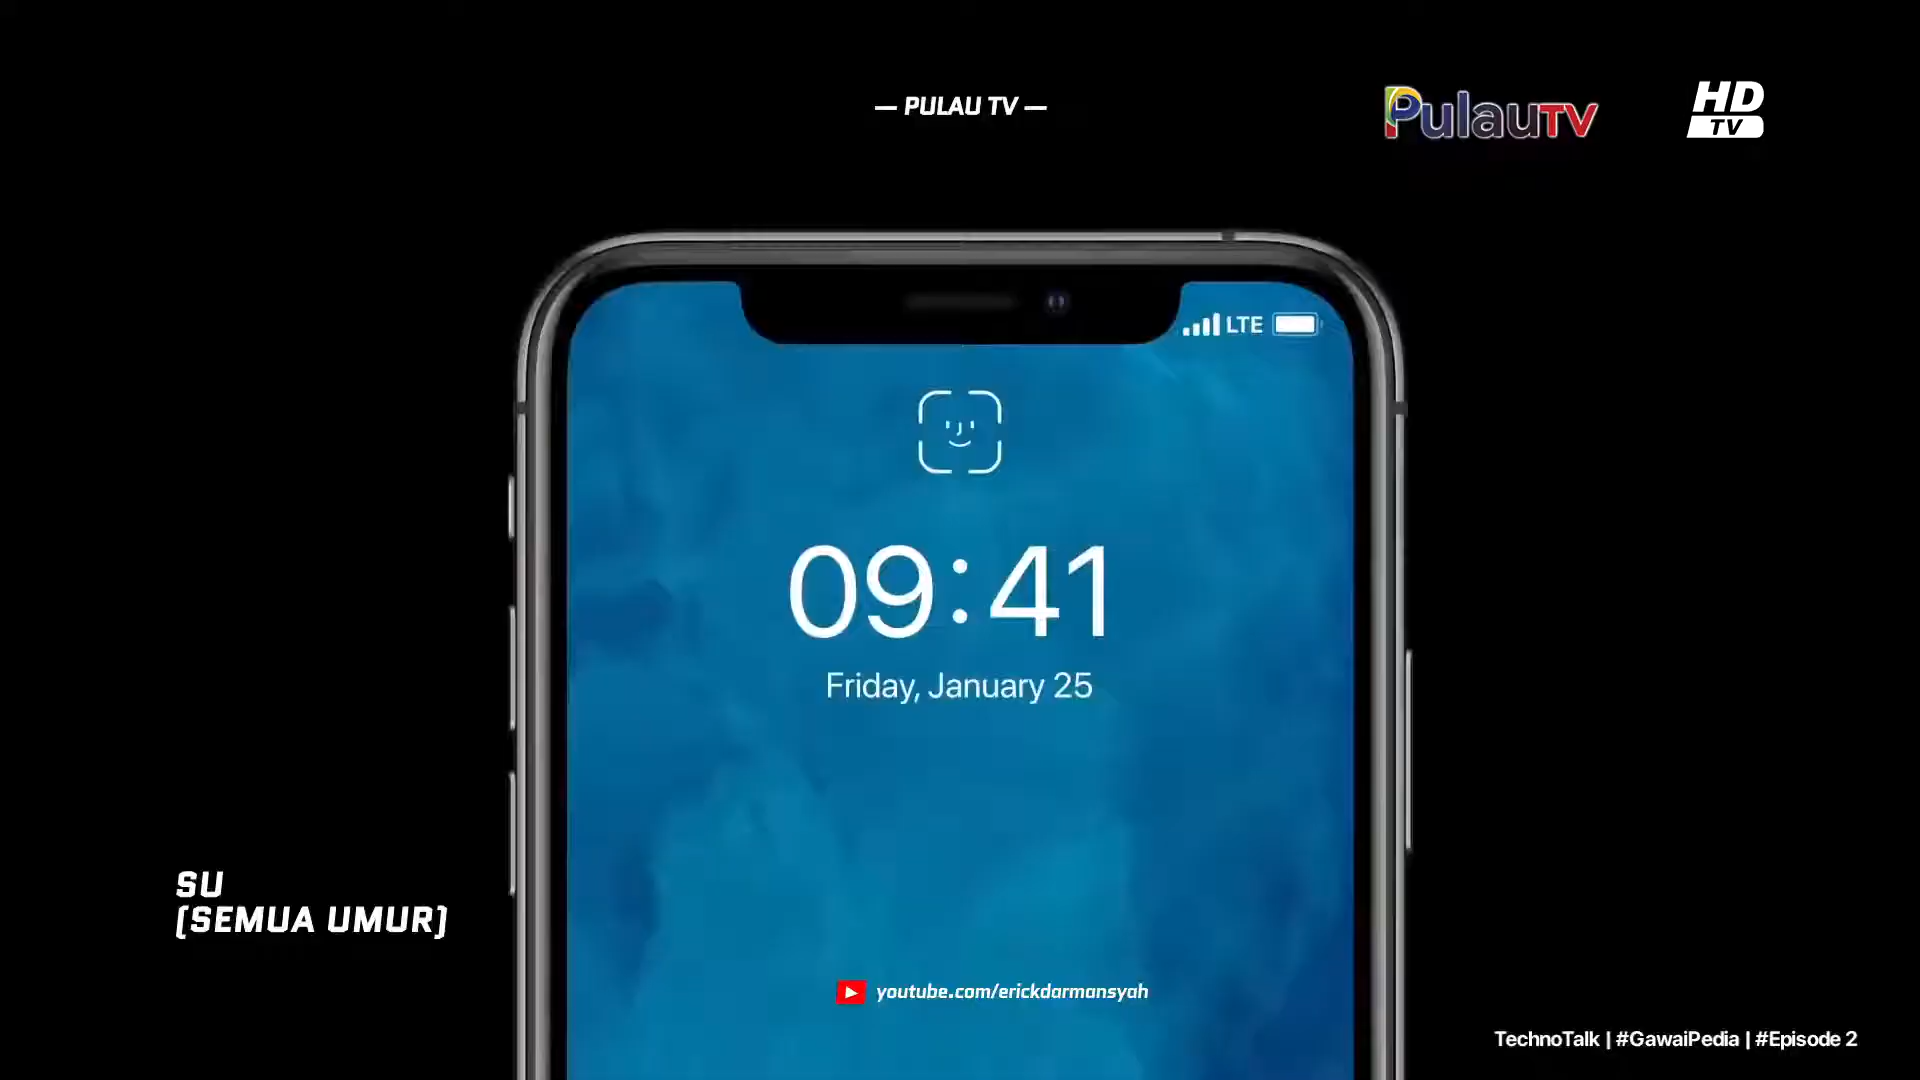 — PULAU TV —
PulauTV
HD
TV
LTE
09:41
Friday, January 25
SU
(SEMUA UMUR)
youtube.com/erickdarmansyah
TechnoTalk | #GawaiPedia | #Episode 2